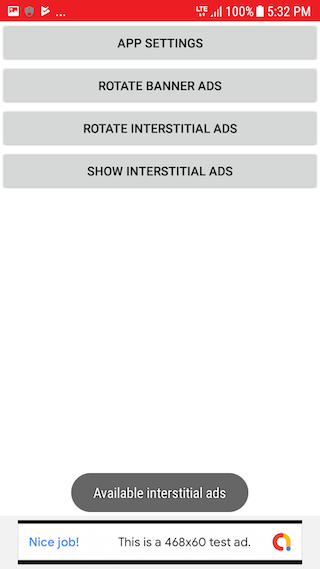 ... LTE 100% 5:32 PM
APP SETTINGS
ROTATE BANNER ADS
ROTATE INTERSTITIAL ADS
SHOW INTERSTITIAL ADS
Available interstitial ads
Nice job! This is a 468x60 test ad.